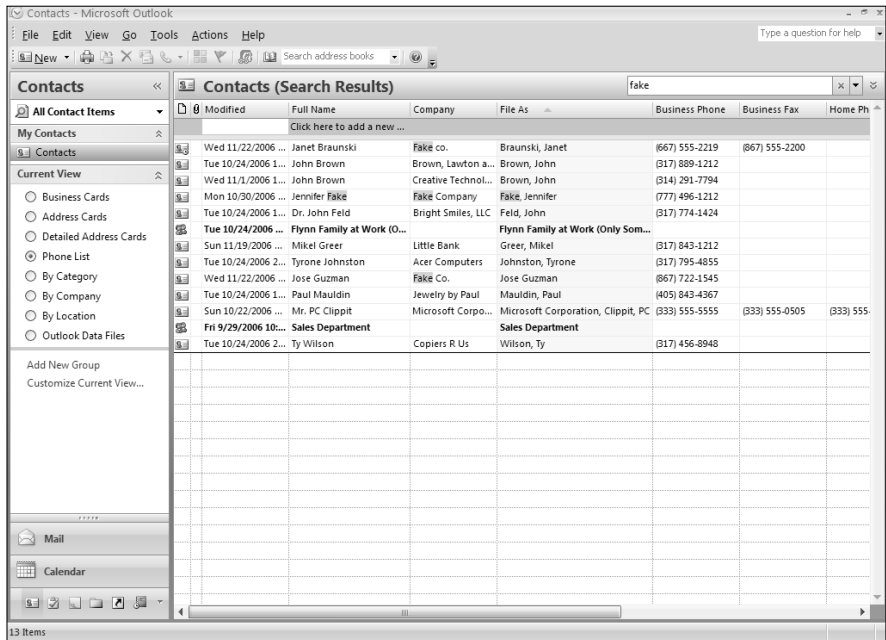 Contacts - Microsoft Outlook
File Edit View Go Tools Actions Help Type a question for help
New Search address books
Contacts « Contacts (Search Results) fake
All Contact Items Modified Full Name Company File As Business Phone Business Fax Home Ph
My Contacts Click here to add a new ...
Contacts Wed 11/22/2006 ... Janet Braunski Fake co. Braunski, Janet (667) 555-2219 (867) 555-2200
Tue 10/24/2006 1... John Brown Brown, Lawton a... Brown, John (317) 889-1212
Current View Wed 11/1/2006 1... John Brown Creative Technol... Brown, John (314) 291-7794
Business Cards Mon 10/30/2006 ... Jennifer Fake Fake Company Fake, Jennifer (777) 496-1212
Address Cards Tue 10/24/2006 1... Dr. John Feld Bright Smiles, LLC Feld, John (317) 774-1424
Detailed Address Cards Tue 10/24/2006 ... Flynn Family at Work (O... Flynn Family at Work (Only Som...
Phone List Sun 11/19/2006 ... Mikel Greer Little Bank Greer, Mikel (317) 843-1212
Tue 10/24/2006 2... Tyrone Johnston Acer Computers Johnston, Tyrone (317) 795-4855
By Category Wed 11/22/2006 ... Jose Guzman Fake Co. Jose Guzman (867) 722-1545
By Company Tue 10/24/2006 1... Paul Mauldin Jewelry by Paul Mauldin, Paul (405) 843-4367
By Location Sun 10/22/2006 ... Mr. PC Clippit Microsoft Corpo... Microsoft Corporation, Clippit, PC (333) 555-5555 (333) 555-0505 (333) 555-
Outlook Data Files Fri 9/29/2006 10:... Sales Department Sales Department
Tue 10/24/2006 2... Ty Wilson Copiers R Us Wilson, Ty (317) 456-8948
Add New Group
Customize Current View...
Mail
Calendar
13 Items